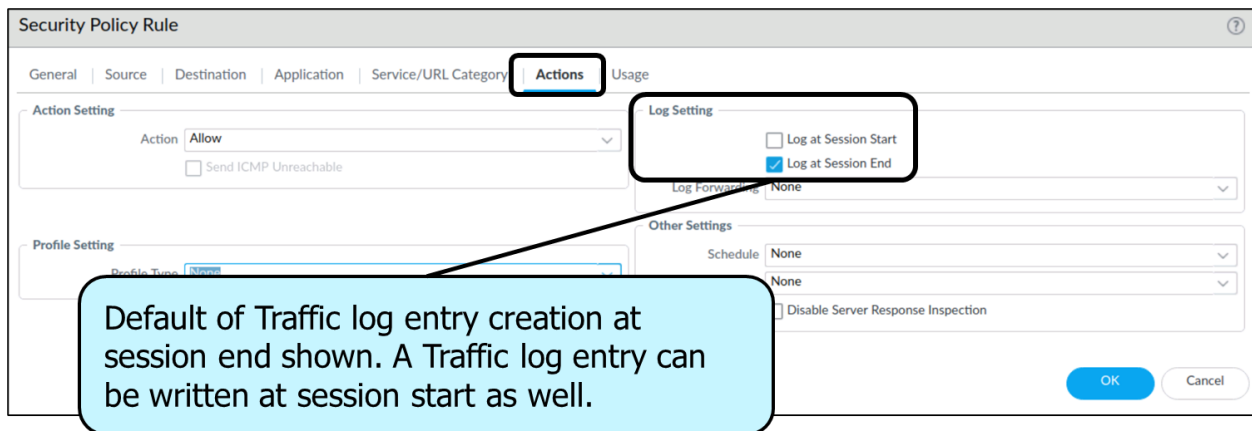 Security Policy Rule
General | Source | Destination | Application | Service/URL Category | Actions | Usage
Action Setting
Action Allow
Send ICMP Unreachable
Log Setting
Log at Session Start
Log at Session End
Log Forwarding None
Profile Setting
Profile Type None
Other Settings
Schedule None
None
Disable Server Response Inspection
Default of Traffic log entry creation at
session end shown. A Traffic log entry can
be written at session start as well.
OK Cancel